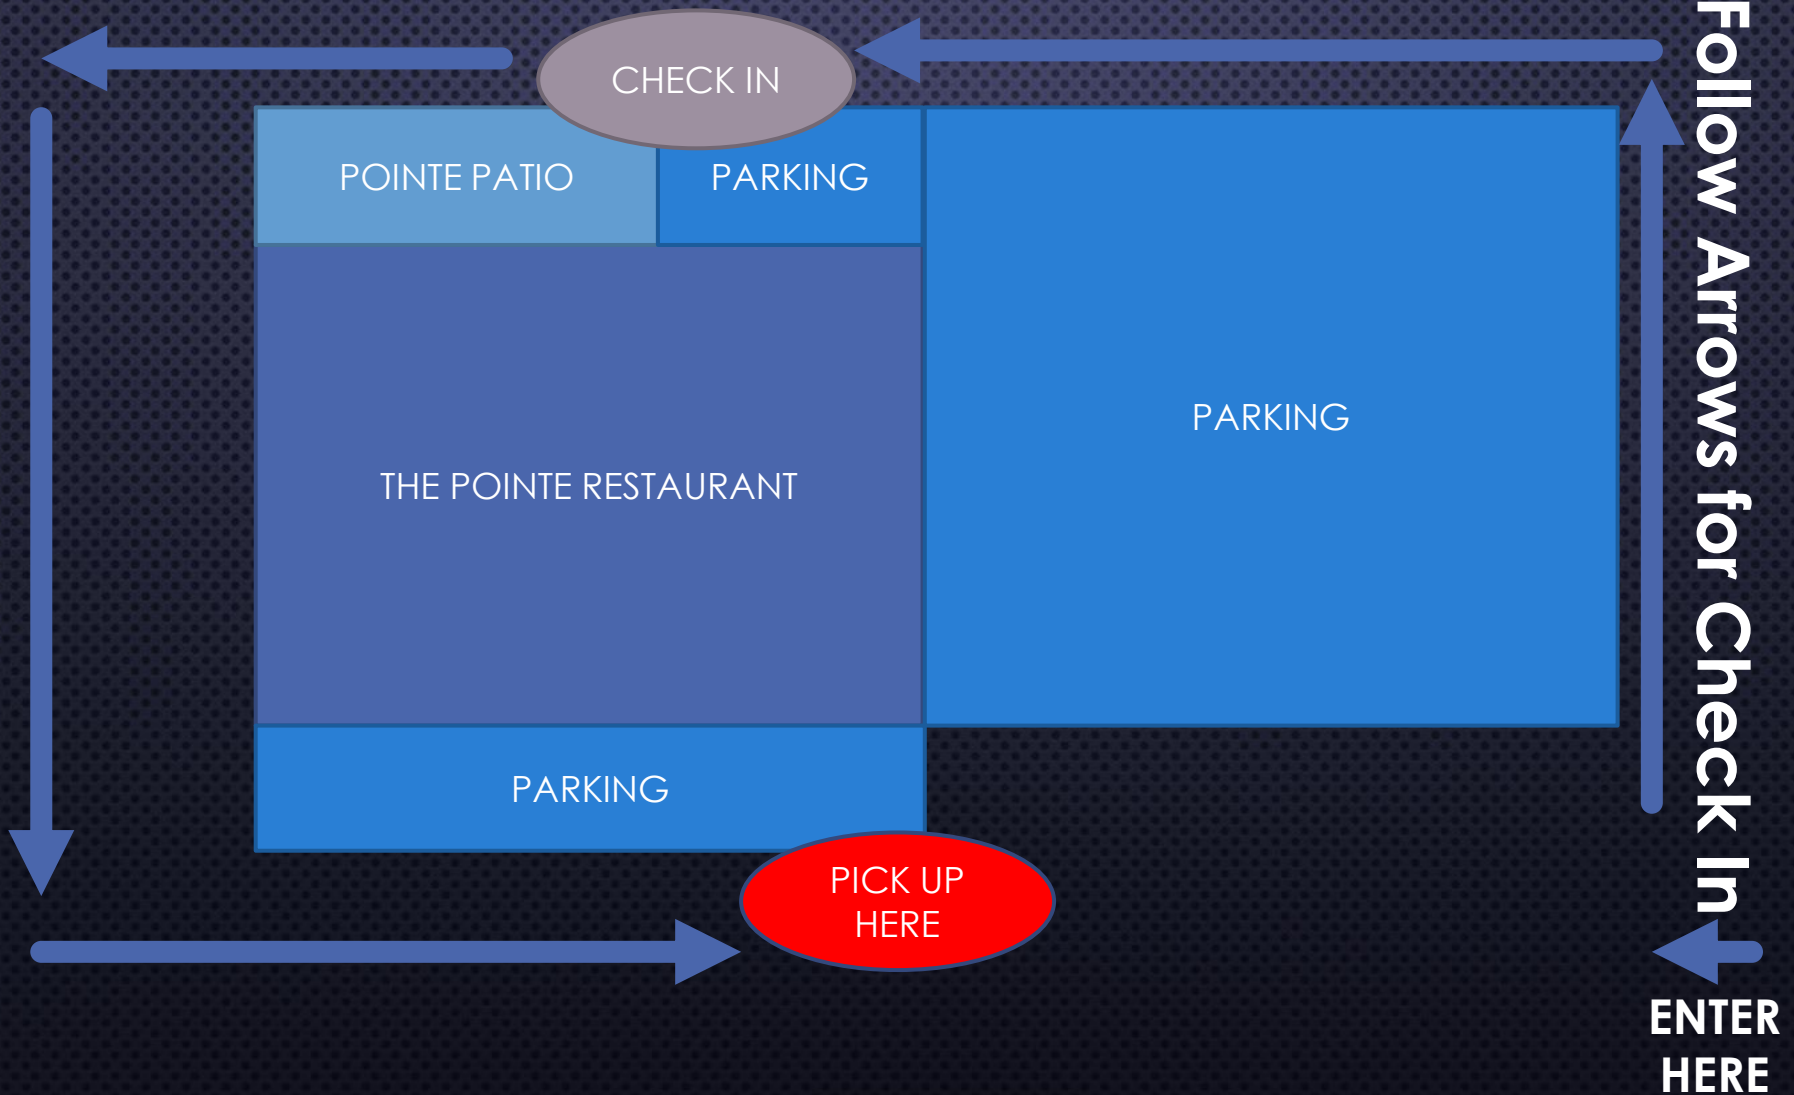 CHECK IN
POINTE PATIO
PARKING
PARKING
THE POINTE RESTAURANT
PARKING
PICK UP
HERE
Follow Arrows for Check In
ENTER
HERE